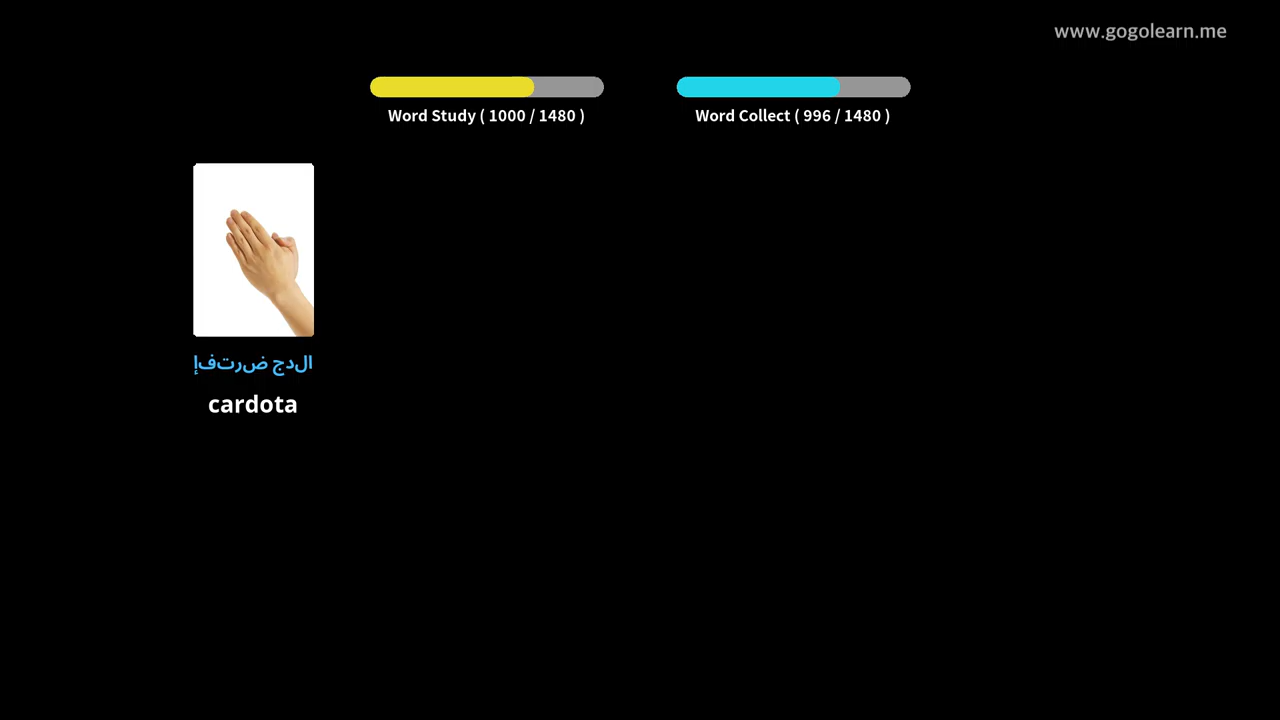 www.gogolearn.me
Word Study ( 1000 / 1480 )
Word Collect ( 996 / 1480 )
الدج ضرتفإ
cardota